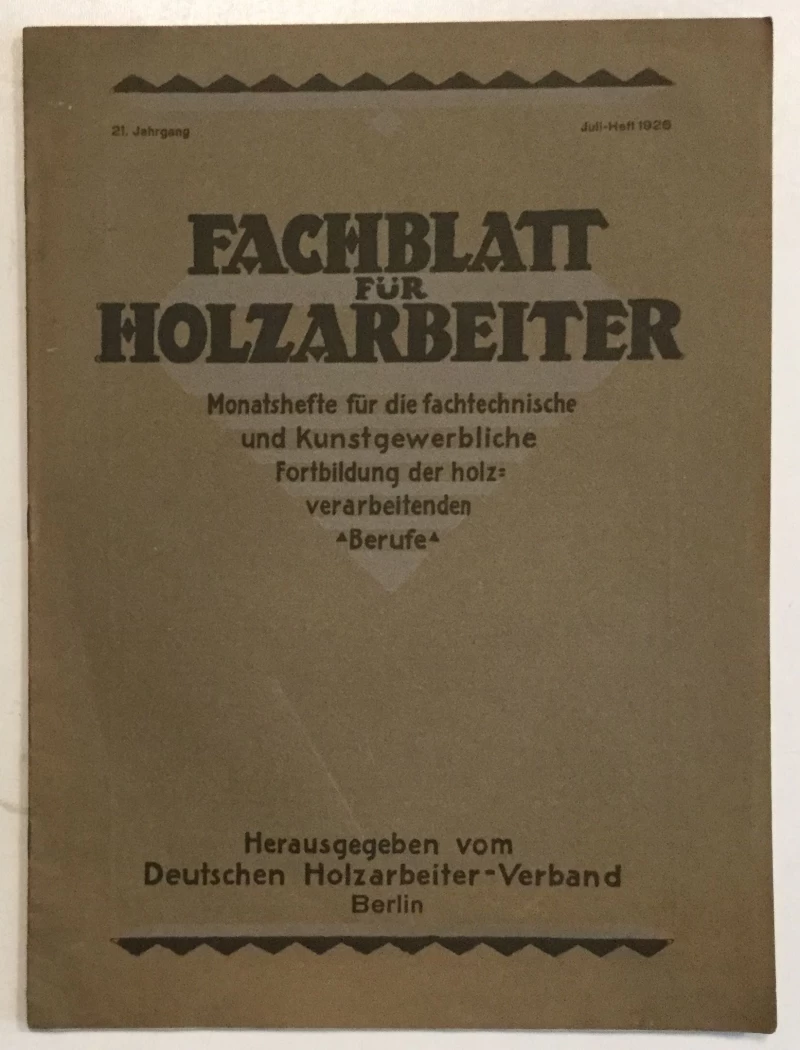 21. Jahrgang
Juli-Heft 1926
FACHBLATT
FÜR
HOLZARBEITER
Monatshefte für die fachtechnische
und Kunstgewerbliche
Fortbildung der holz=
verarbeitenden
▲Berufe▲
Herausgegeben vom
Deutschen Holzarbeiter-Verband
Berlin